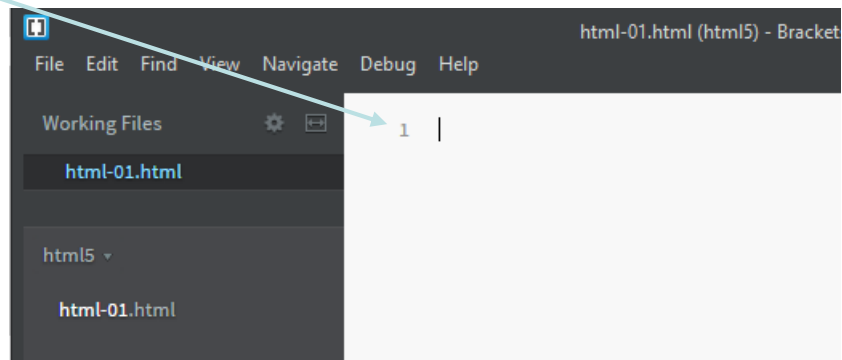 html-01.html (html5) - Brackets
File Edit Find View Navigate Debug Help
Working Files
1
html-01.html
html5
html-01.html